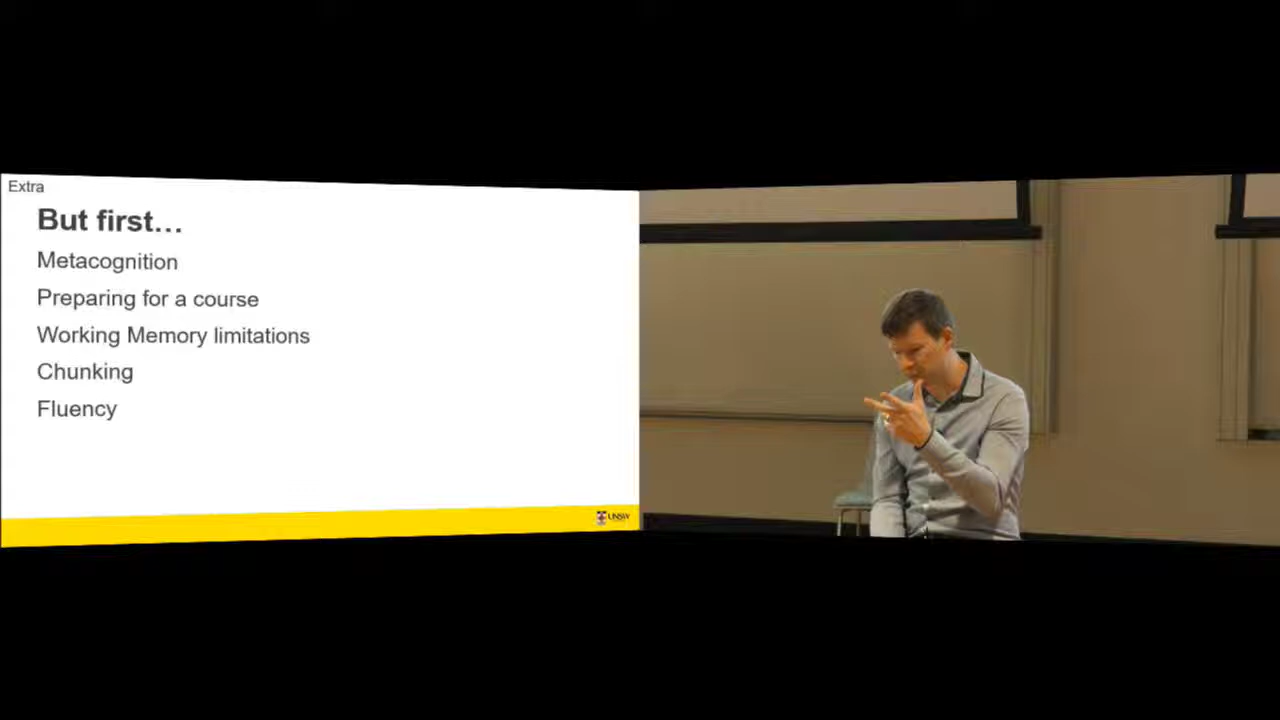 Extra
But first…
Metacognition
Preparing for a course
Working Memory limitations
Chunking
Fluency
UNSW